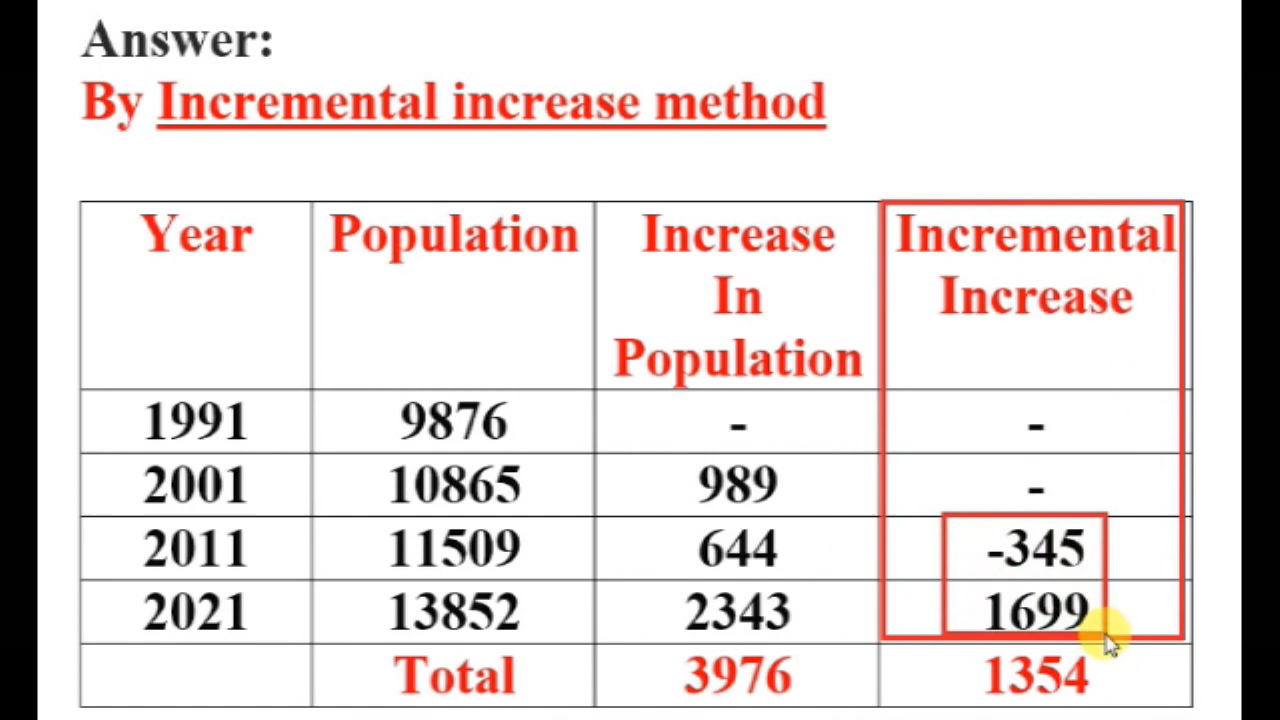 Answer:
By Incremental increase method
Year Population Increase In Population Incremental Increase
1991 9876 - -
2001 10865 989 -
2011 11509 644 -345
2021 13852 2343 1699
Total 3976 1354